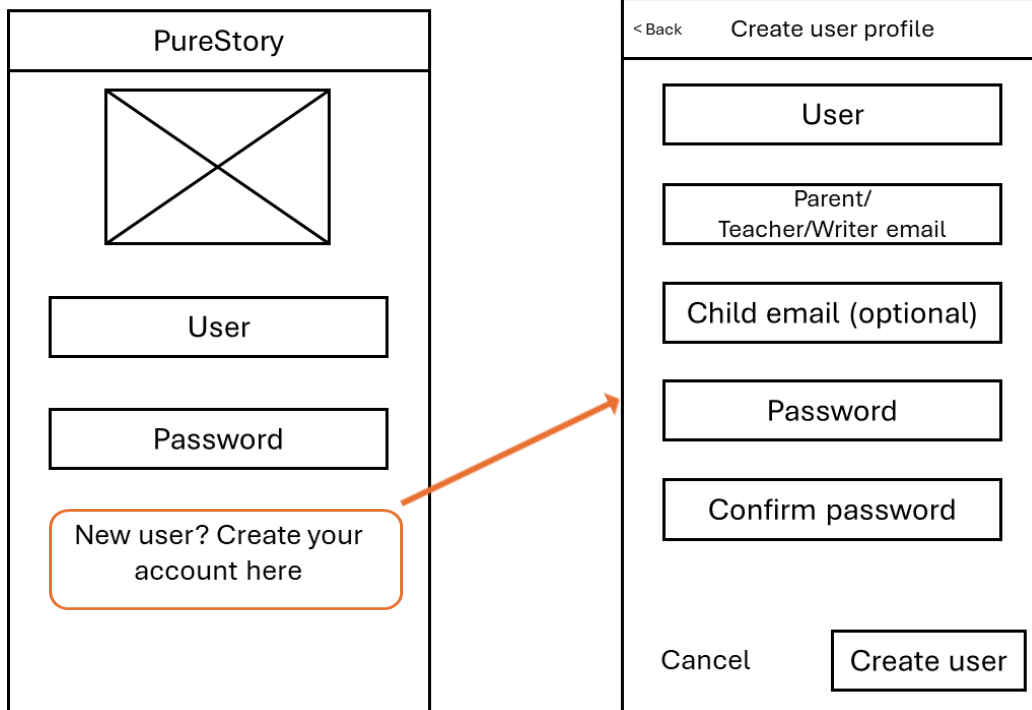 PureStory
User
Password
New user? Create your
account here
< Back
Create user profile
User
Parent/
Teacher/Writer email
Child email (optional)
Password
Confirm password
Cancel
Create user